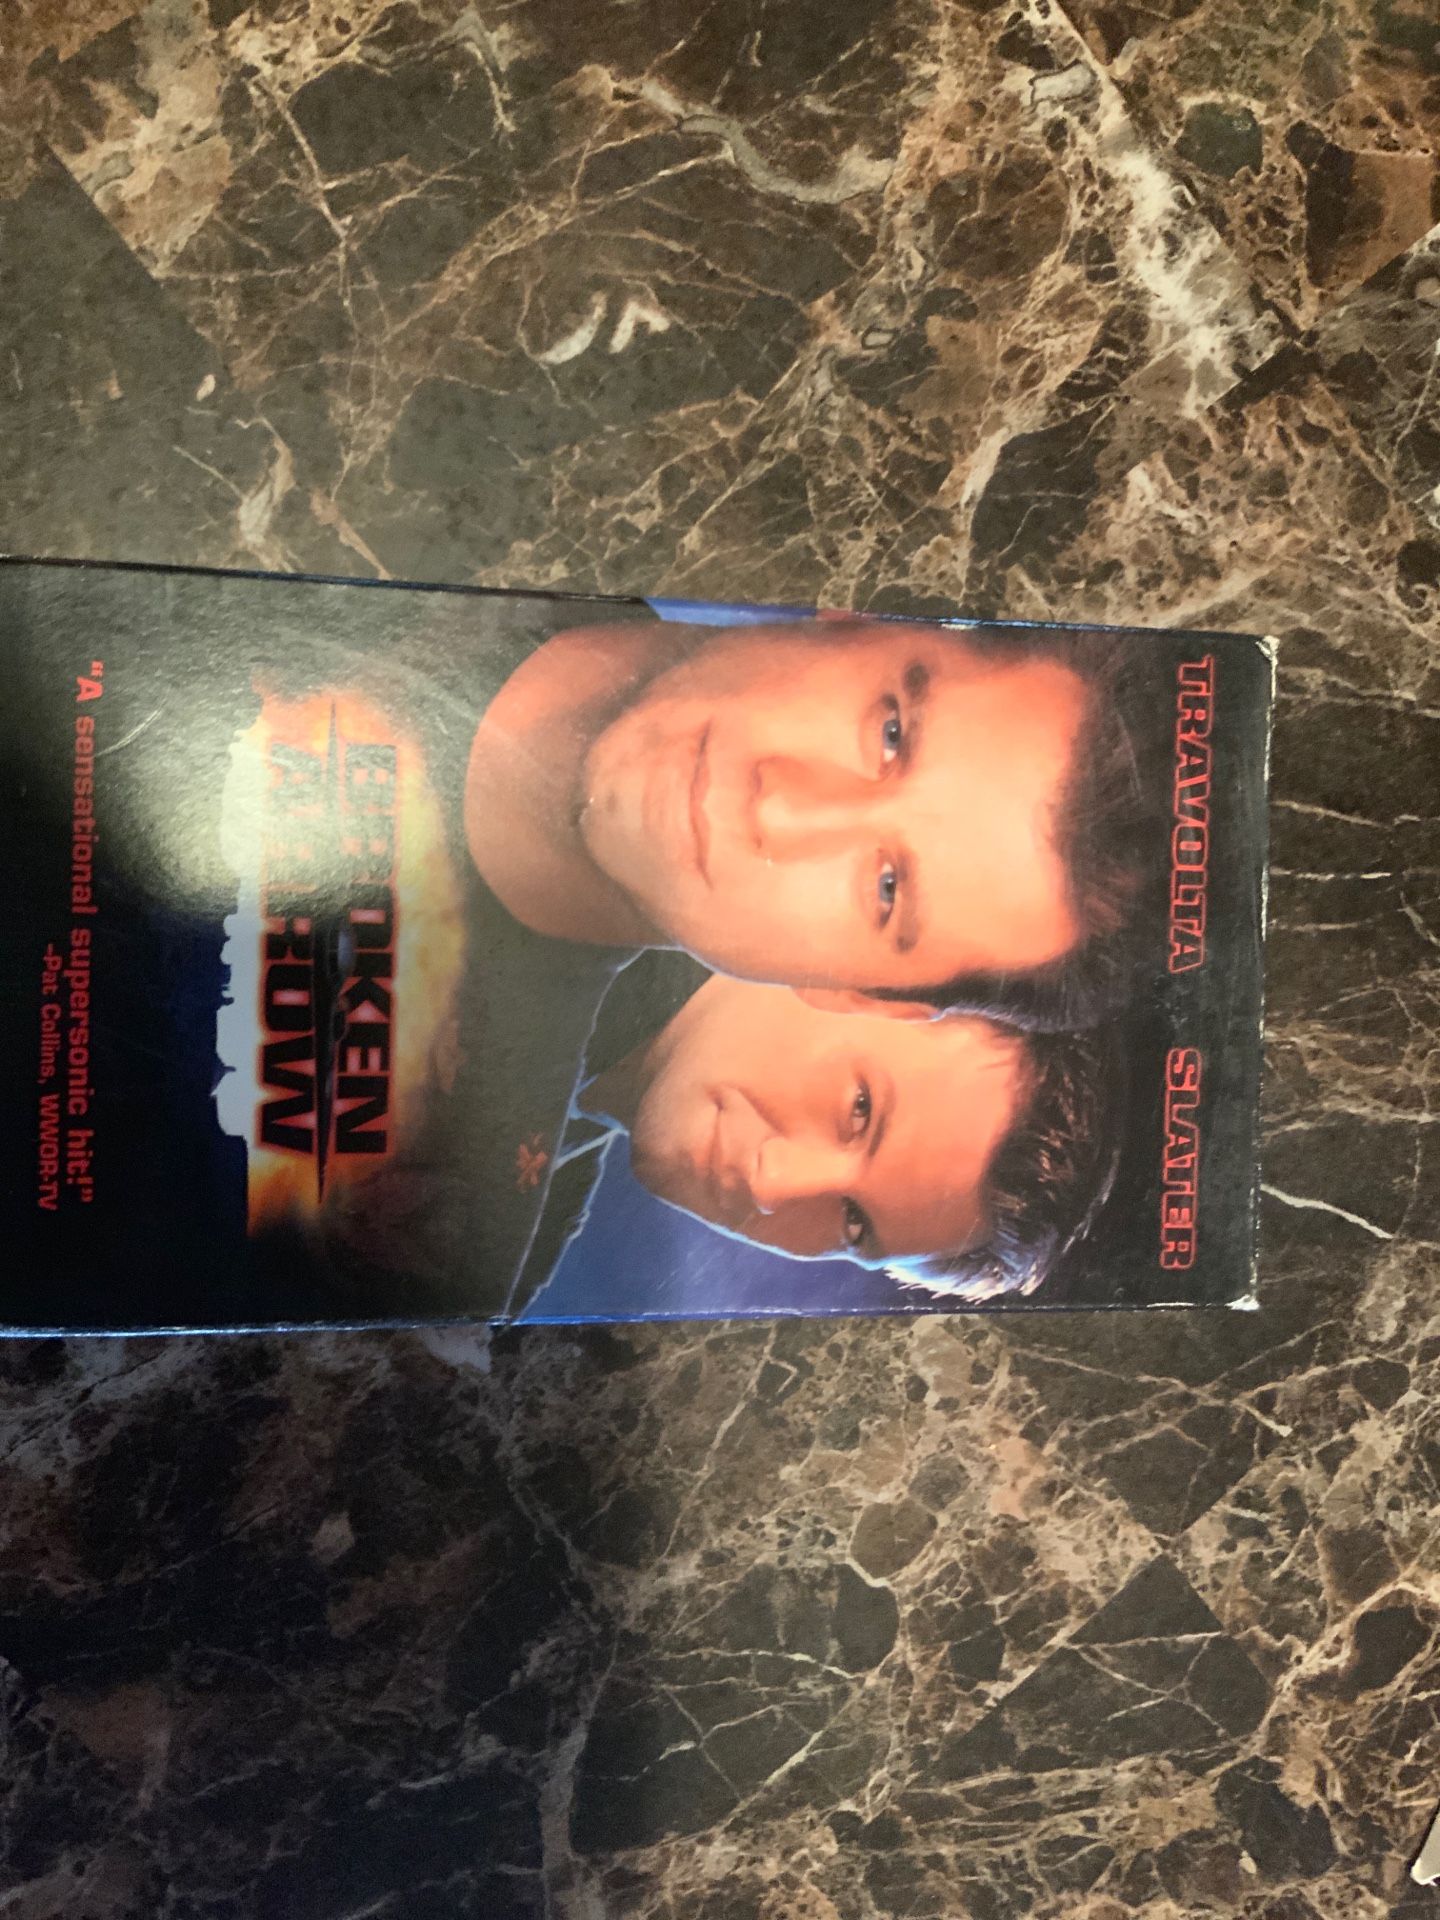 TRAVOLTA SLATER
BROKEN
ARROW
"A sensational supersonic hit!"
-Pat Collins, WWOR-TV